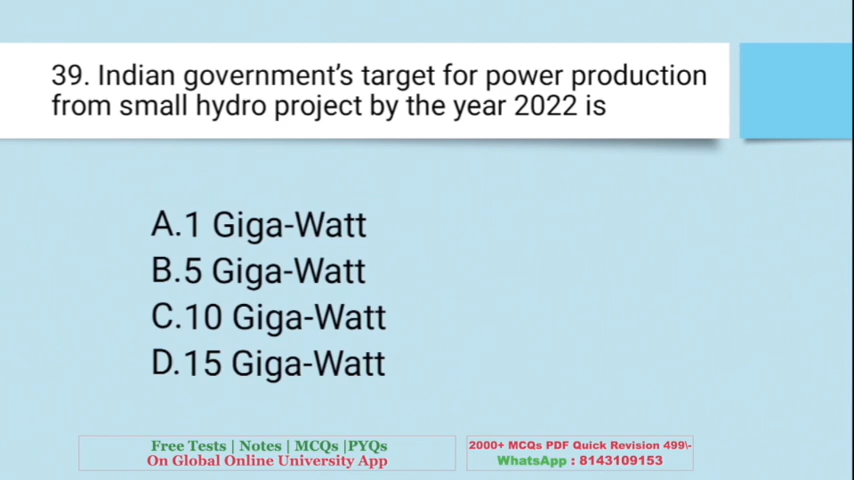 39. Indian government's target for power production
from small hydro project by the year 2022 is
A.1 Giga-Watt
B.5 Giga-Watt
C.10 Giga-Watt
D.15 Giga-Watt
Free Tests | Notes | MCQs |PYQs
On Global Online University App
2000+ MCQs PDF Quick Revision 499\-
WhatsApp : 8143109153